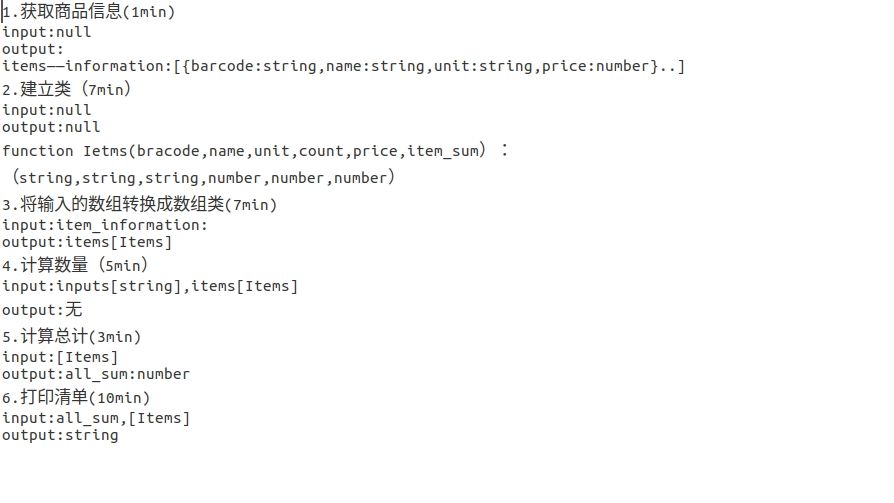 1.获取商品信息(1min)
input:null
output:
items——information:[{barcode:string,name:string,unit:string,price:number}..]
2.建立类（7min）
input:null
output:null
function Ietms(bracode,name,unit,count,price,item_sum）：
（string,string,string,number,number,number）
3.将输入的数组转换成数组类(7min)
input:item_information:
output:items[Items]
4.计算数量（5min）
input:inputs[string],items[Items]
output:无
5.计算总计(3min)
input:[Items]
output:all_sum:number
6.打印清单(10min)
input:all_sum,[Items]
output:string